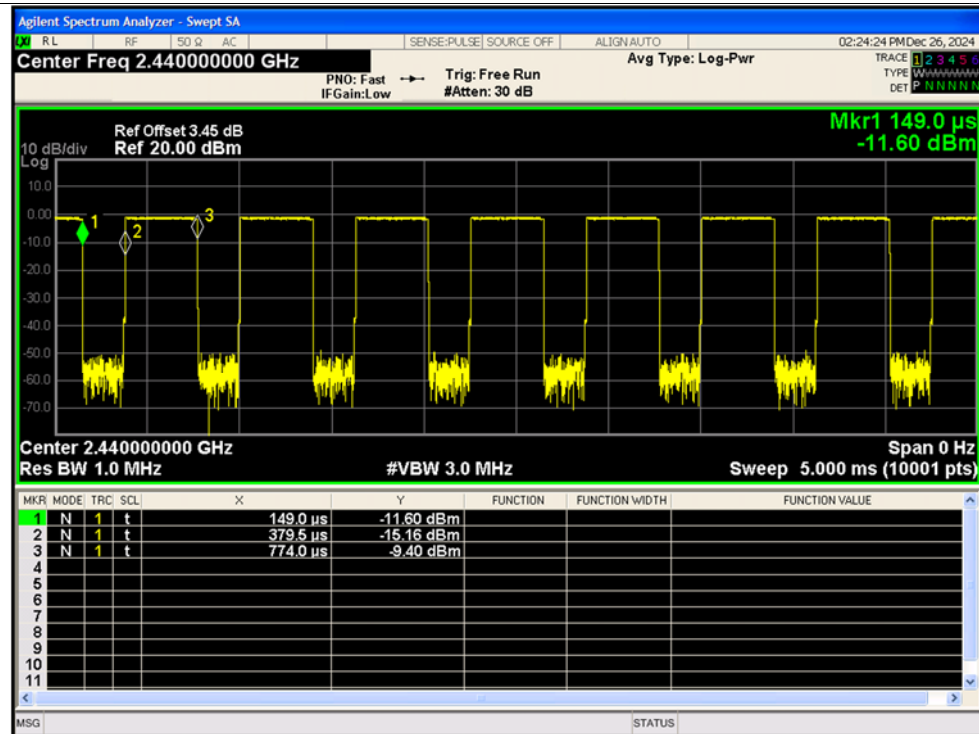 Agilent Spectrum Analyzer - Swept SA
RL RF 50 Ω AC SENSE:PULSE SOURCE OFF ALIGNAUTO 02:24:24 PM Dec 26, 2024
Center Freq 2.440000000 GHz
Avg Type: Log-Pwr
TRACE 1 2 3 4 5 6
PNO: Fast Trig: Free Run
TYPE W
IFGain:Low #Atten: 30 dB
DET P N N N N N
Mkr1 149.0 µs
-11.60 dBm
Ref Offset 3.45 dB
10 dB/div Ref 20.00 dBm
Log
10.0
0.00
-10.0
-20.0
-30.0
-40.0
-50.0
-60.0
-70.0
1
2
3
Center 2.440000000 GHz Span 0 Hz
Res BW 1.0 MHz #VBW 3.0 MHz Sweep 5.000 ms (10001 pts)
MKR MODE TRC SCL X Y FUNCTION FUNCTION WIDTH FUNCTION VALUE
1 N 1 t 149.0 µs -11.60 dBm
2 N 1 t 379.5 µs -15.16 dBm
3 N 1 t 774.0 µs -9.40 dBm
4
5
6
7
8
9
10
11
MSG STATUS